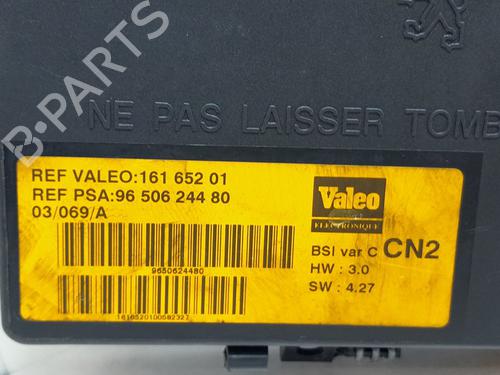 NE PAS LAISSER TOMB
REF VALEO:161 652 01
REF PSA:96 506 244 80
03/069/A
Valeo
ELECTRONIQUE
BSI var C CN2
HW : 3.0
SW : 4.27
9650624480
1616520100582327
B-PARTS